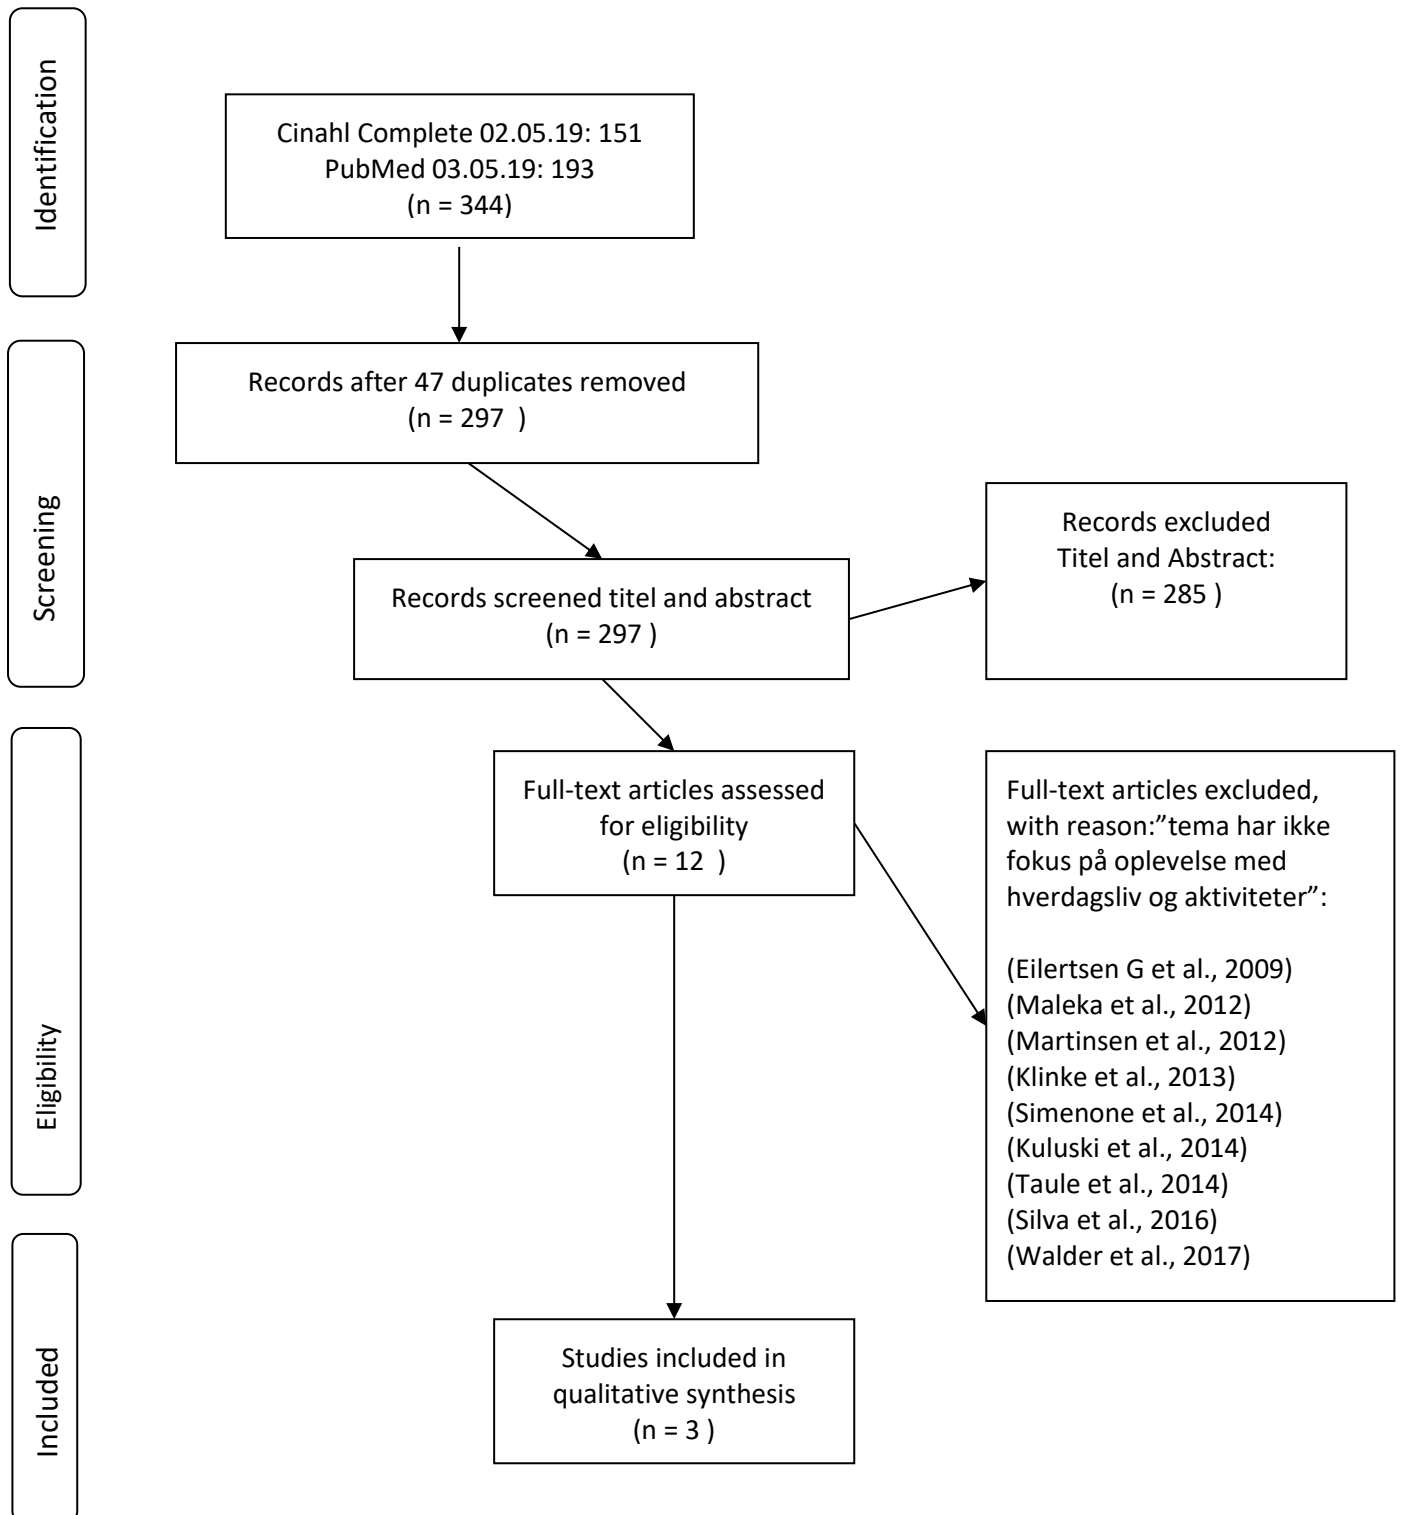 Identification
Cinahl Complete 02.05.19: 151
PubMed 03.05.19: 193
(n = 344)
Screening
Records after 47 duplicates removed
(n = 297  )
Records screened titel and abstract
(n = 297 )
Records excluded
Titel and Abstract:
(n = 285 )
Eligibility
Full-text articles assessed
for eligibility
(n = 12  )
Full-text articles excluded,
with reason:”tema har ikke
fokus på oplevelse med
hverdagsliv og aktiviteter”:
(Eilertsen G et al., 2009)
(Maleka et al., 2012)
(Martinsen et al., 2012)
(Klinke et al., 2013)
(Simenone et al., 2014)
(Kuluski et al., 2014)
(Taule et al., 2014)
(Silva et al., 2016)
(Walder et al., 2017)
Included
Studies included in
qualitative synthesis
(n = 3 )